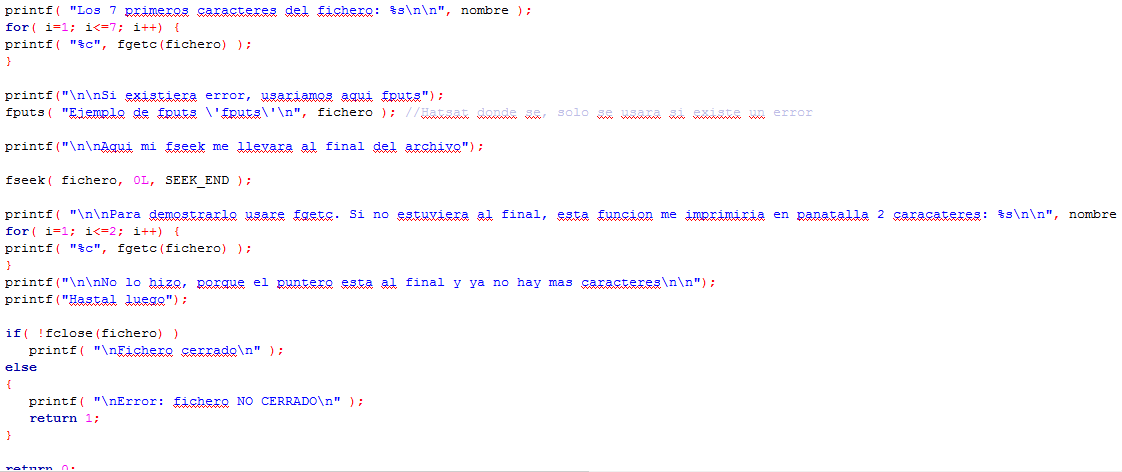 printf( "Los 7 primeros caracteres del fichero: %s\n\n", nombre );
for( i=1; i<=7; i++) {
printf( "%c", fgetc(fichero) );
}
printf("\n\nSi existiera error, usariamos aqui fputs");
fputs( "Ejemplo de fputs \'fputs\'\n", fichero ); //Hatsat donde se, solo se usara si existe un error
printf("\n\nAqui mi fseek me llevara al final del archivo");
fseek( fichero, 0L, SEEK_END );
printf( "\n\nPara demostrarlo usare fgetc. Si no estuviera al final, esta funcion me imprimiria en panatalla 2 caracateres: %s\n\n", nombre
for( i=1; i<=2; i++) {
printf( "%c", fgetc(fichero) );
}
printf("\n\nNo lo hizo, porque el puntero esta al final y ya no hay mas caracteres\n\n");
printf("Hastal luego");
if( !fclose(fichero) )
printf( "\nFichero cerrado\n" );
else
{
printf( "\nError: fichero NO CERRADO\n" );
return 1;
}
return 0;